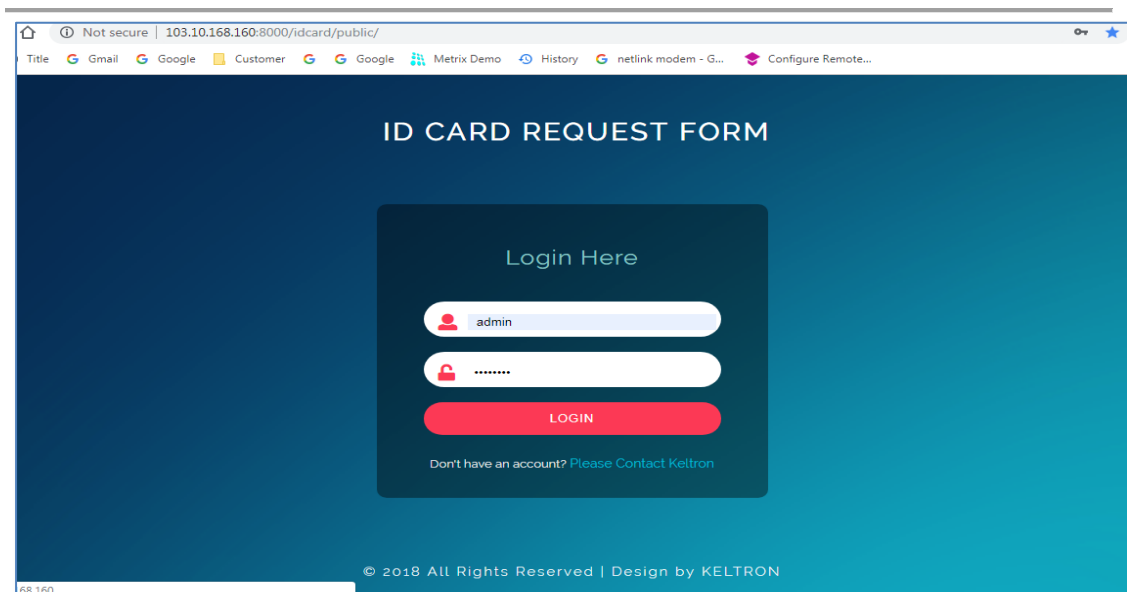 Not secure | 103.10.168.160:8000/idcard/public/
Title Gmail Google Customer Google Metrix Demo History netlink modem - G... Configure Remote...
ID CARD REQUEST FORM
Login Here
admin
........
LOGIN
Don't have an account? Please Contact Keltron
© 2018 All Rights Reserved | Design by KELTRON
68.160